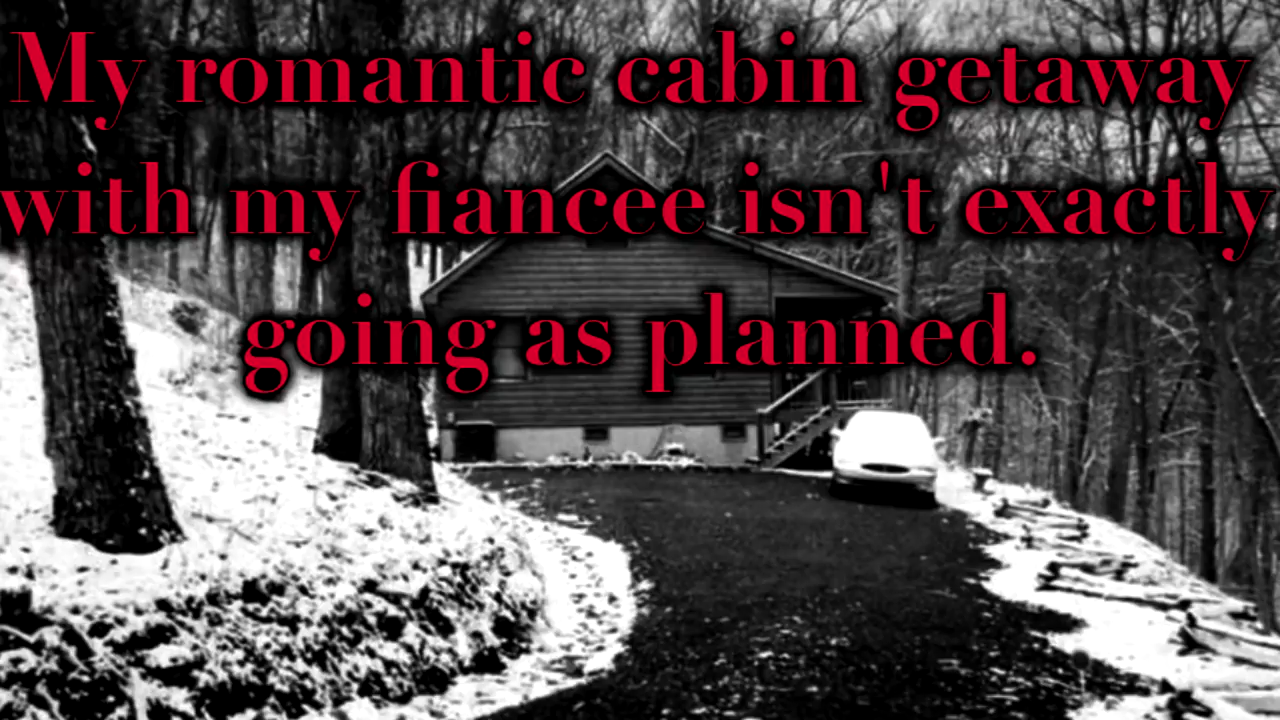 My romantic cabin getaway
with my fiancee isn't exactly
going as planned.